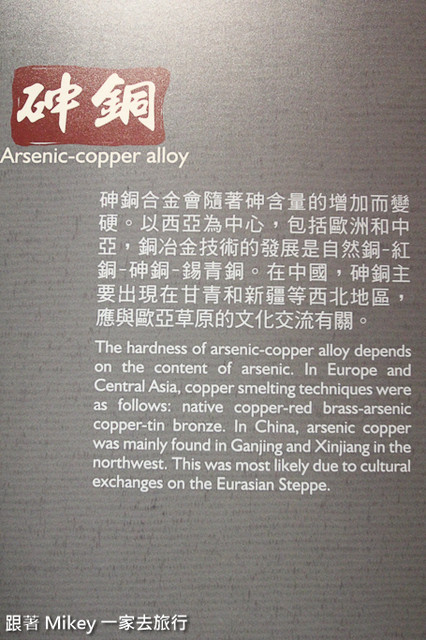 砷銅
Arsenic-copper alloy
砷銅合金會隨著砷含量的增加而變
硬。以西亞為中心，包括歐洲和中
亞，銅冶金技術的發展是自然銅-紅
銅-砷銅-錫青銅。在中國，砷銅主
要出現在甘青和新疆等西北地區，
應與歐亞草原的文化交流有關。
The hardness of arsenic-copper alloy depends
on the content of arsenic. In Europe and
Central Asia, copper smelting techniques were
as follows: native copper-red brass-arsenic
copper-tin bronze. In China, arsenic copper
was mainly found in Ganjing and Xinjiang in the
northwest. This was most likely due to cultural
exchanges on the Eurasian Steppe.
跟著 Mikey 一家去旅行